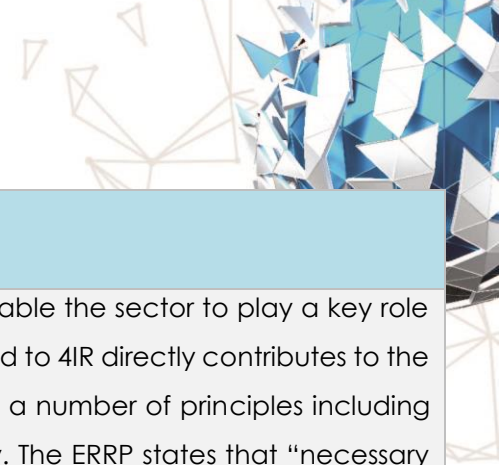 able the sector to play a key role
d to 4IR directly contributes to the
a number of principles including
. The ERRP states that “necessary